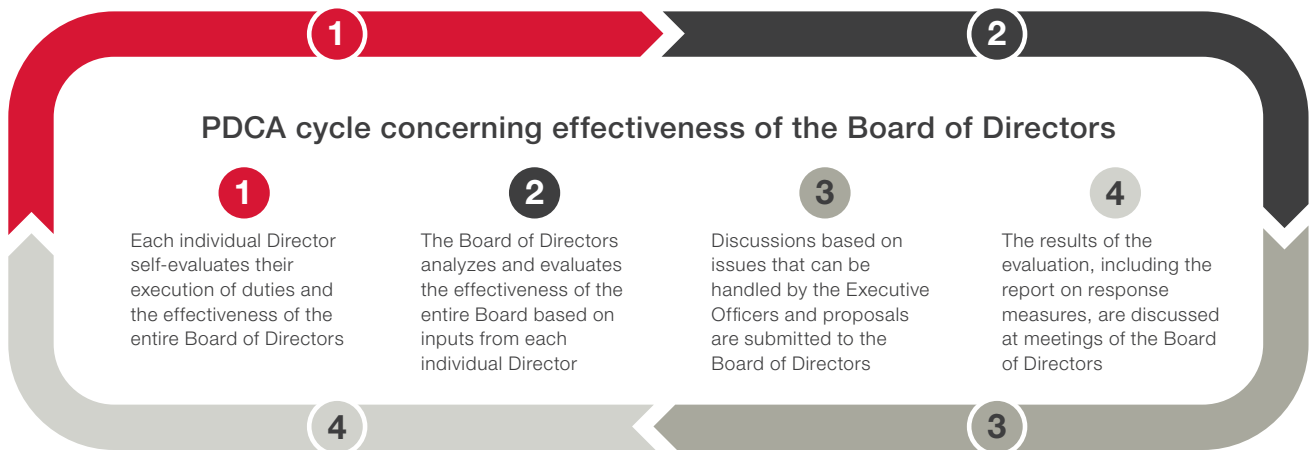 1
2
PDCA cycle concerning effectiveness of the Board of Directors
1
Each individual Director
self-evaluates their
execution of duties and
the effectiveness of the
entire Board of Directors
2
The Board of Directors
analyzes and evaluates
the effectiveness of the
entire Board based on
inputs from each
individual Director
3
Discussions based on
issues that can be
handled by the Executive
Officers and proposals
are submitted to the
Board of Directors
4
The results of the
evaluation, including the
report on response
measures, are discussed
at meetings of the Board
of Directors
4
3